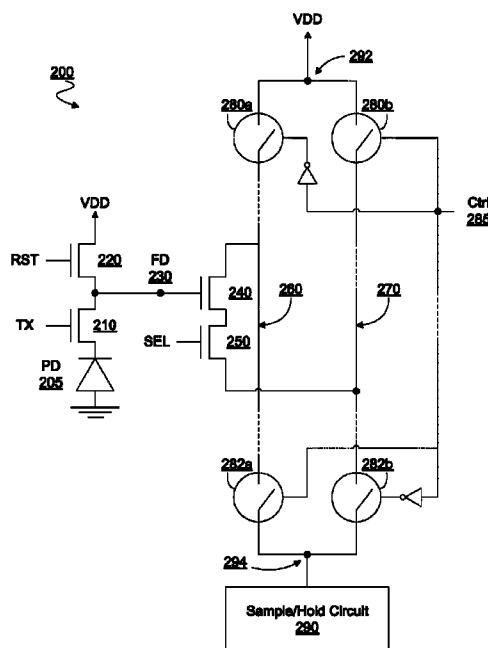 VDD
200
292
280a
280b
Ctrl
285
VDD
RST
220
FD
230
240
260
270
TX
210
SEL
250
PD
205
282a
282b
294
Sample/Hold Circuit
290